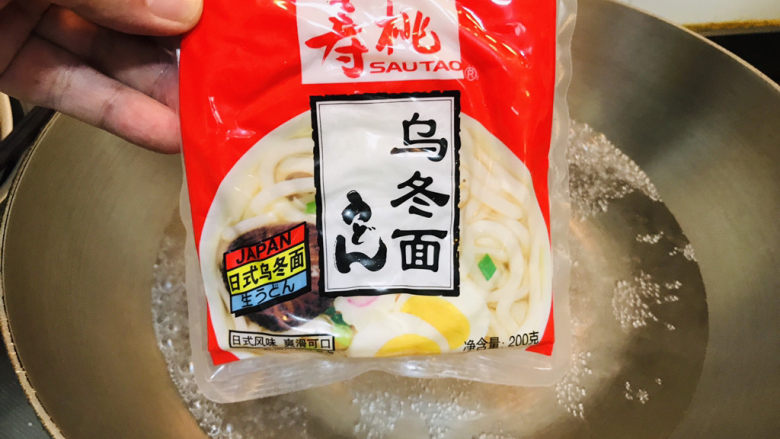 寿桃
SAUTAO®
乌冬面
うどん
JAPAN
日式乌冬面
生うどん
日式风味 爽滑可口
净含量: 200克